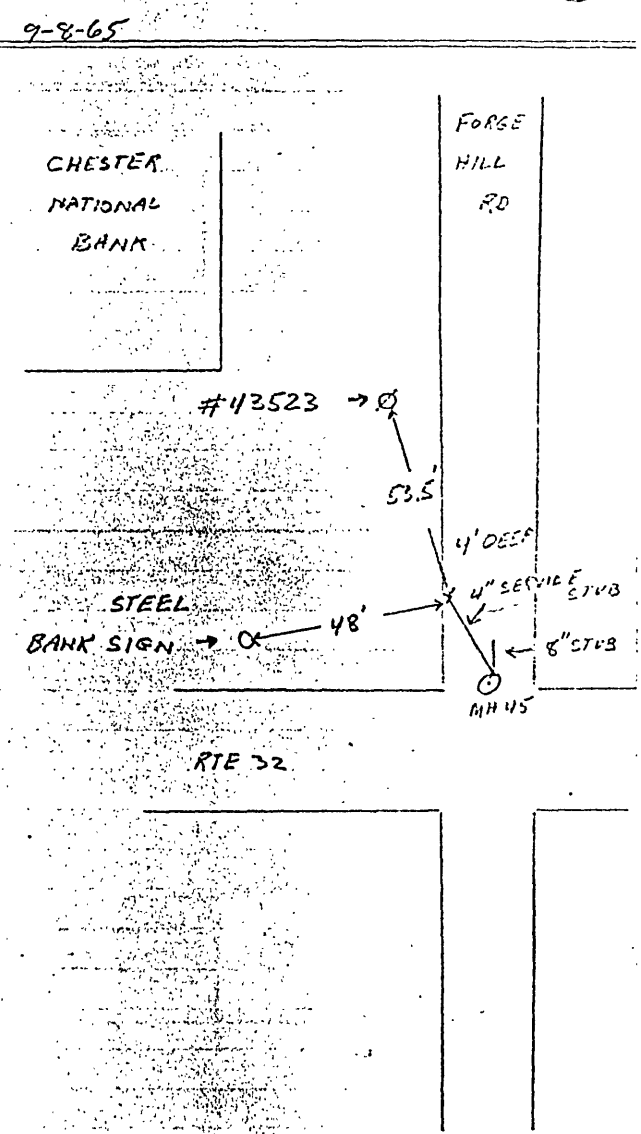 9-8-65
FORGE
HILL
RD
CHESTER
NATIONAL
BANK
#43523
53.5'
4' DEEP
4" SERVICE STUB
STEEL
BANK SIGN
48'
8" STUB
MH 45
RTE 32